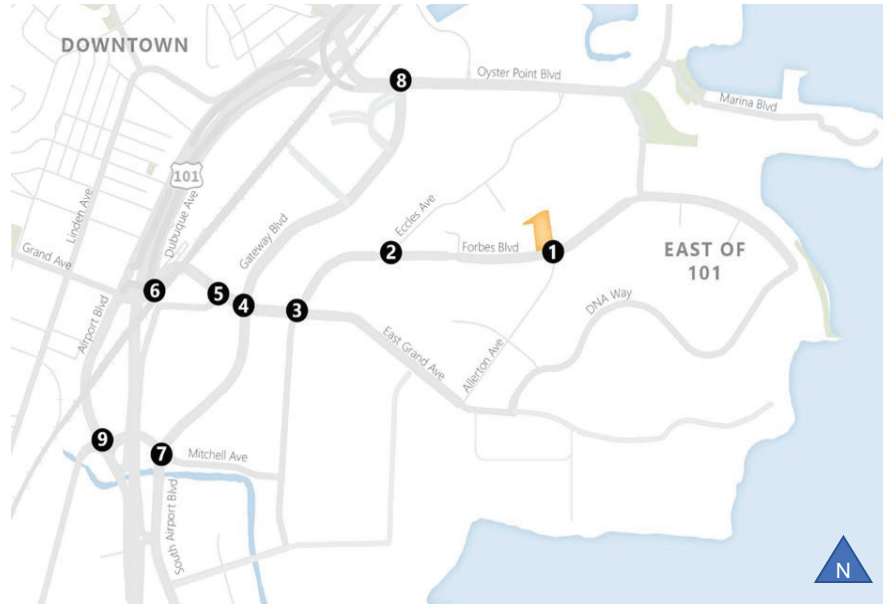 DOWNTOWN
8
Oyster Point Blvd
Marina Blvd
101
Linden Ave
Dubuque Ave
Gateway Blvd
Eccles Ave
Grand Ave
2
Forbes Blvd
1
EAST OF
101
6
5
4
3
DNA Way
Airport Blvd
East Grand Ave
Allerton Ave
9
7
Mitchell Ave
South Airport Blvd
N